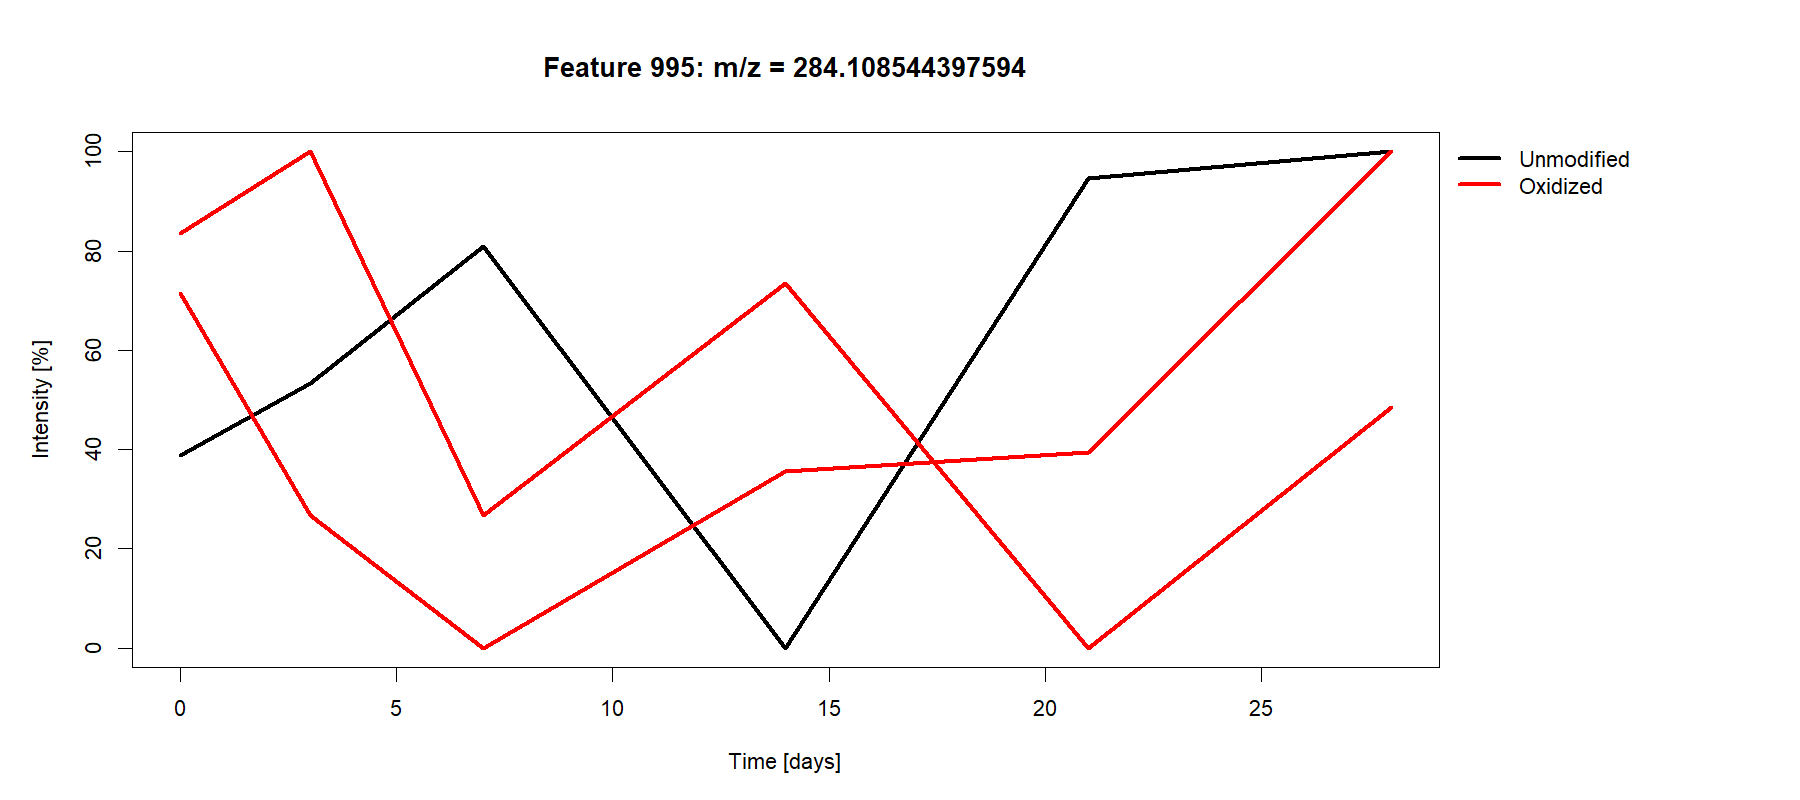 Feature 995: m/z = 284.108544397594
Unmodified
Oxidized
Intensity [%]
100
80
60
40
20
0
0 5 10 15 20 25
Time [days]